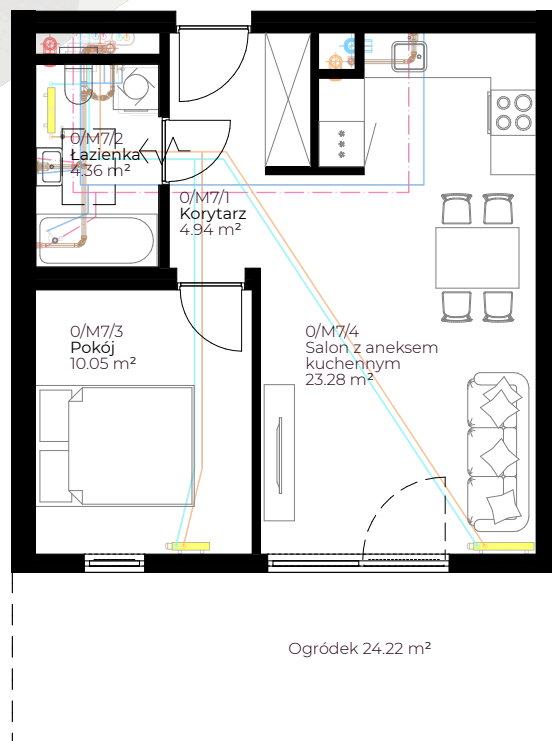 0/M7/2
Łazienka
4.36 m²
0/M7/1
Korytarz
4.94 m²
0/M7/3
Pokój
10.05 m²
0/M7/4
Salon z aneksem
kuchennym
23.28 m²
Ogródek 24.22 m²